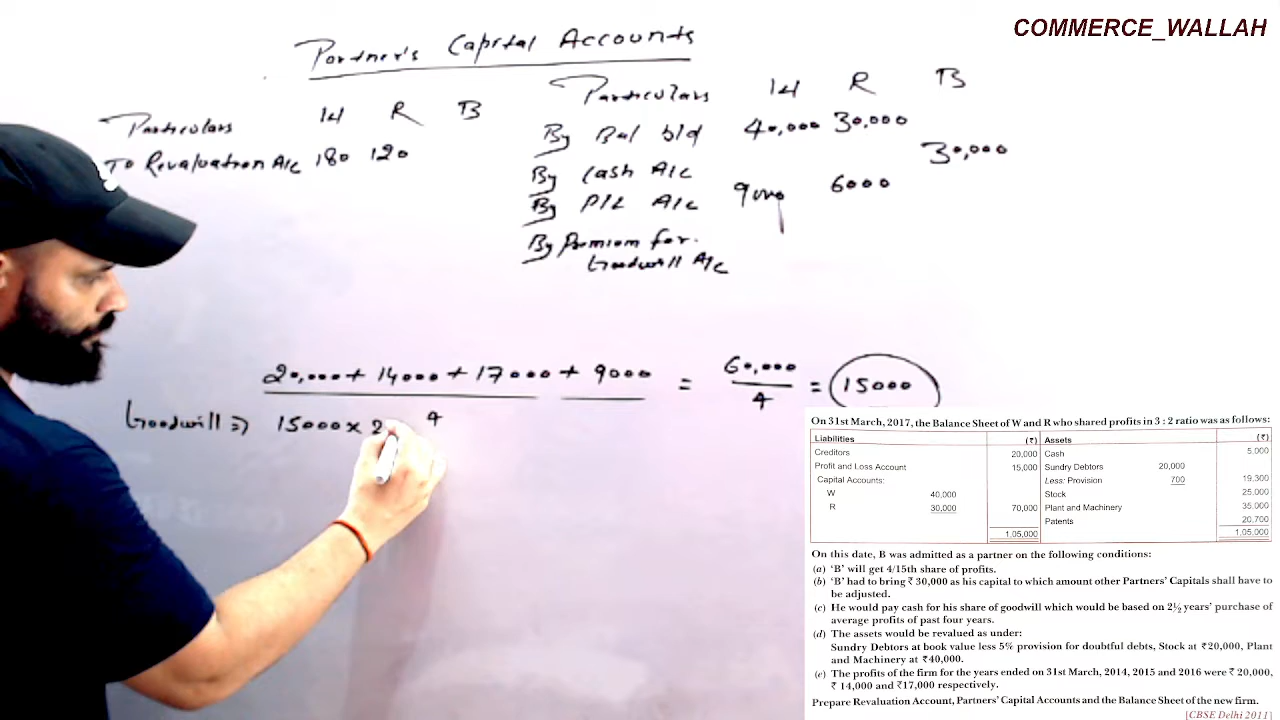 COMMERCE_WALLAH
Partner's Capital Accounts
Particulars W R B Particulars W R B
To Revaluation A/c 180 120 By Bal b/d 40,000 30,000
By Cash A/c 30,000
By P/L A/c 9000 6000
By Premium for
Goodwill A/c
20,000 + 14000 + 17000 + 9000 = 60,000 = 15000
4 4
Goodwill => 15000 x 2
On 31st March, 2017, the Balance Sheet of W and R who shared profits in 3 : 2 ratio was as follows:
Liabilities (₹) Assets (₹)
Creditors 20,000 Cash 5.000
Profit and Loss Account 15,000 Sundry Debtors 20,000
Capital Accounts: Less: Provision 700 19,300
W 40,000 Stock 25,000
R 30,000 70,000 Plant and Machinery 35,000
Patents 20,700
1,05,000 1,05,000
On this date, B was admitted as a partner on the following conditions:
(a) 'B' will get 4/15th share of profits.
(b) 'B' had to bring ₹ 30,000 as his capital to which amount other Partners' Capitals shall have to
be adjusted.
(c) He would pay cash for his share of goodwill which would be based on 2½ years' purchase of
average profits of past four years.
(d) The assets would be revalued as under:
Sundry Debtors at book value less 5% provision for doubtful debts, Stock at ₹20,000, Plant
and Machinery at ₹40,000.
(e) The profits of the firm for the years ended on 31st March, 2014, 2015 and 2016 were ₹ 20,000,
₹ 14,000 and ₹17,000 respectively.
Prepare Revaluation Account, Partners' Capital Accounts and the Balance Sheet of the new firm.
[CBSE Delhi 2011]